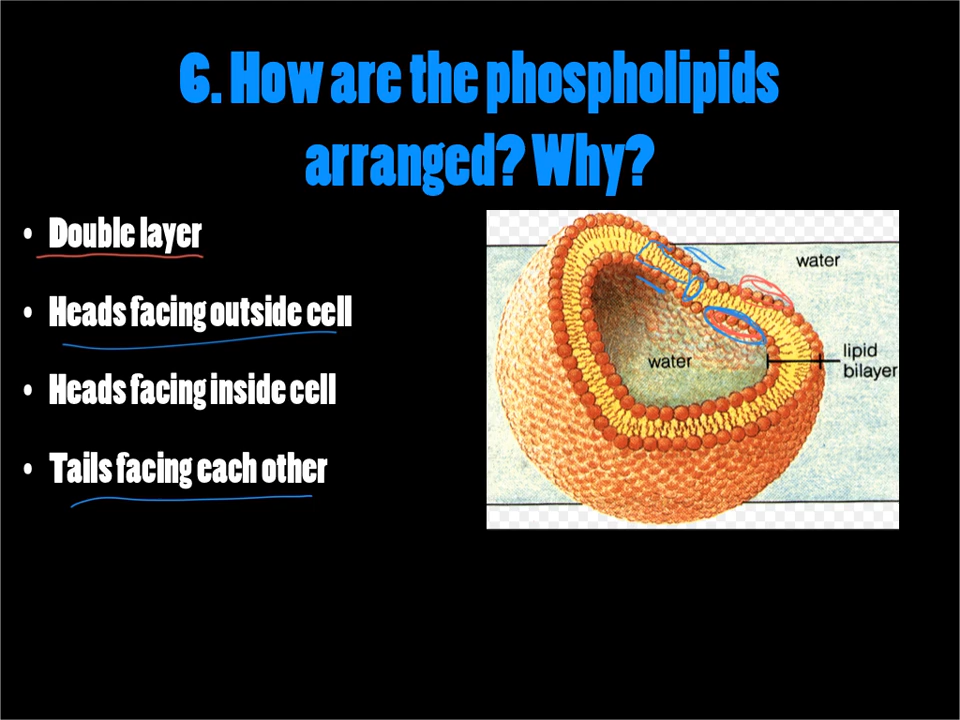 6. How are the phospholipids
arranged? Why?
• Double layer
• Heads facing outside cell
• Heads facing inside cell
• Tails facing each other
water
water
lipid
bilayer